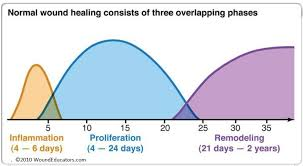 Normal wound healing consists of three overlapping phases
5 10 15 20 25 30 35
Inflammation Proliferation Remodeling
(4 — 6 days) (4 — 24 days) (21 days — 2 years)
©2010 WoundEducators.com